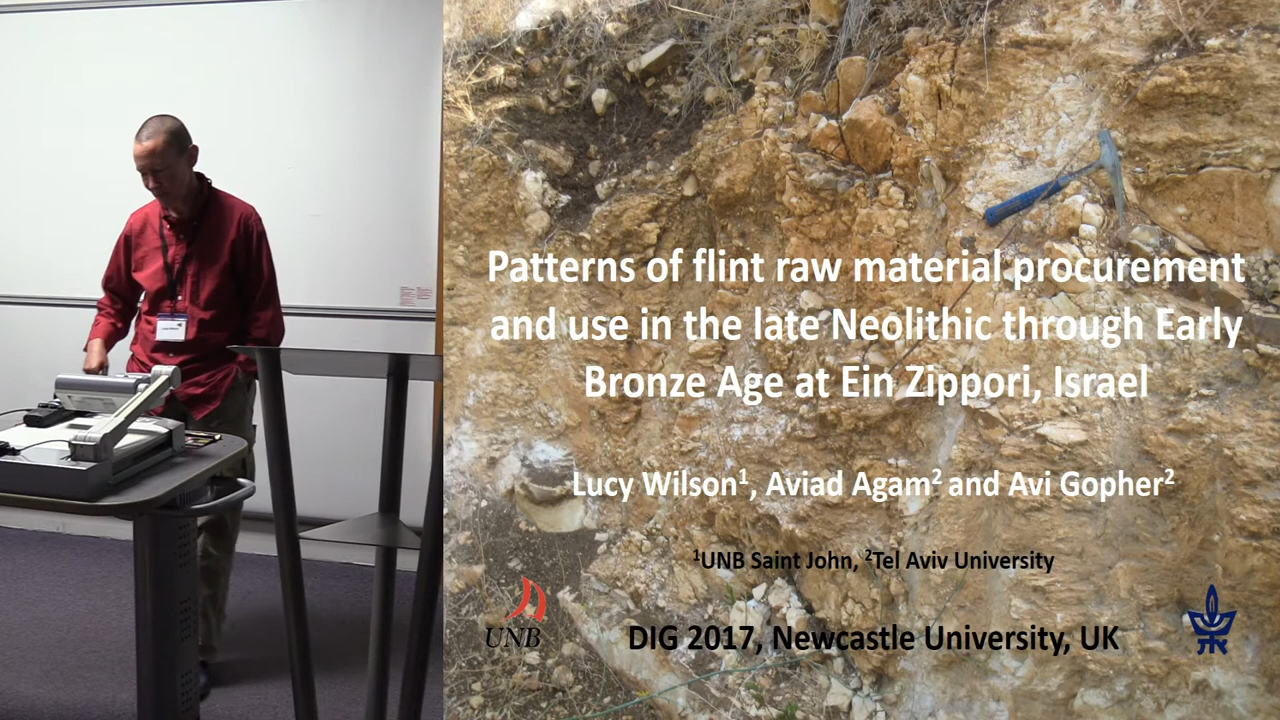 Patterns of flint raw material procurement
and use in the late Neolithic through Early
Bronze Age at Ein Zippori, Israel
Lucy Wilson¹, Aviad Agam² and Avi Gopher²
¹UNB Saint John, ²Tel Aviv University
UNB
DIG 2017, Newcastle University, UK